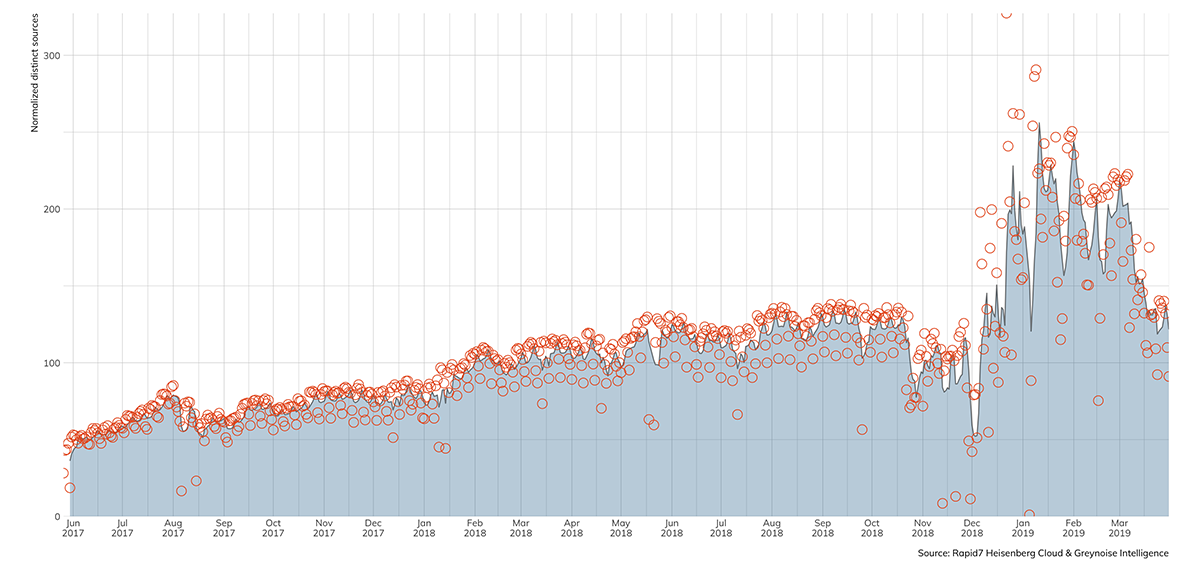 Normalized distinct sources
300
200
100
0
Jun Jul Aug Sep Oct Nov Dec Jan Feb Mar Apr May Jun Jul Aug Sep Oct Nov Dec Jan Feb Mar
2017 2017 2017 2017 2017 2017 2017 2018 2018 2018 2018 2018 2018 2018 2018 2018 2018 2018 2018 2019 2019 2019
Source: Rapid7 Heisenberg Cloud & Greynoise Intelligence